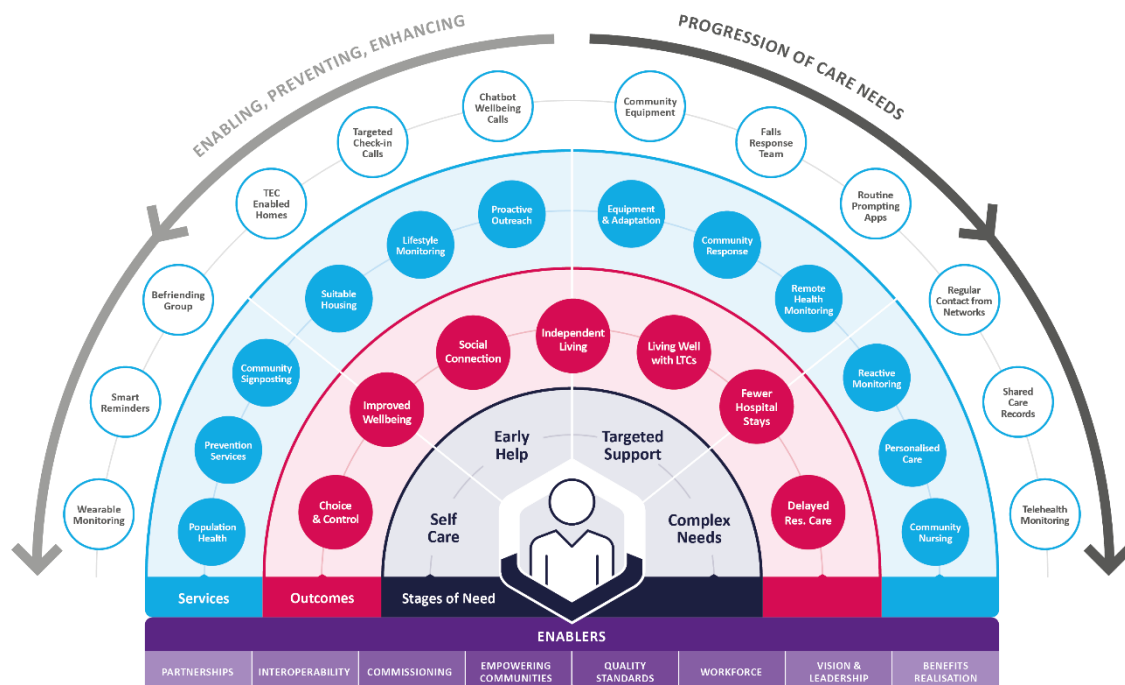 ENABLING, PREVENTING, ENHANCING
PROGRESSION OF CARE NEEDS
Wearable
Monitoring
Smart
Reminders
Befriending
Group
TEC
Enabled
Homes
Targeted
Check-in
Calls
Chatbot
Wellbeing
Calls
Community
Equipment
Falls
Response
Team
Routine
Prompting
Apps
Regular
Contact from
Networks
Shared
Care
Records
Telehealth
Monitoring
Population
Health
Prevention
Services
Community
Signposting
Suitable
Housing
Lifestyle
Monitoring
Proactive
Outreach
Equipment
& Adaptation
Community
Response
Remote
Health
Monitoring
Reactive
Monitoring
Personalised
Care
Community
Nursing
Choice
& Control
Improved
Wellbeing
Social
Connection
Independent
Living
Living Well
with LTCs
Fewer
Hospital
Stays
Delayed
Res. Care
Self
Care
Early
Help
Targeted
Support
Complex
Needs
Services
Outcomes
Stages of Need
ENABLERS
PARTNERSHIPS
INTEROPERABILITY
COMMISSIONING
EMPOWERING
COMMUNITIES
QUALITY
STANDARDS
WORKFORCE
VISION &
LEADERSHIP
BENEFITS
REALISATION